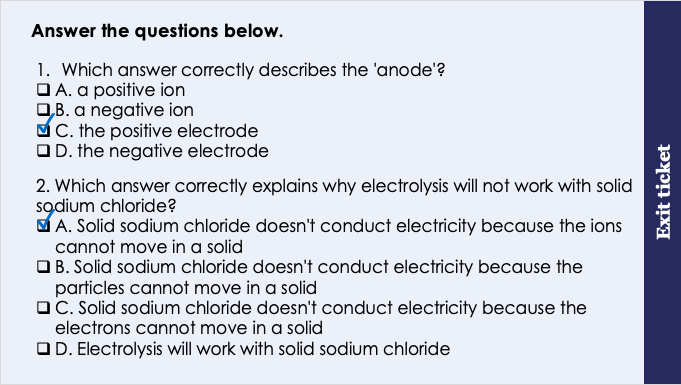 Answer the questions below.
1. Which answer correctly describes the 'anode'?
A. a positive ion
B. a negative ion
C. the positive electrode
D. the negative electrode
2. Which answer correctly explains why electrolysis will not work with solid
sodium chloride?
A. Solid sodium chloride doesn't conduct electricity because the ions
cannot move in a solid
B. Solid sodium chloride doesn't conduct electricity because the
particles cannot move in a solid
C. Solid sodium chloride doesn't conduct electricity because the
electrons cannot move in a solid
D. Electrolysis will work with solid sodium chloride
Exit ticket